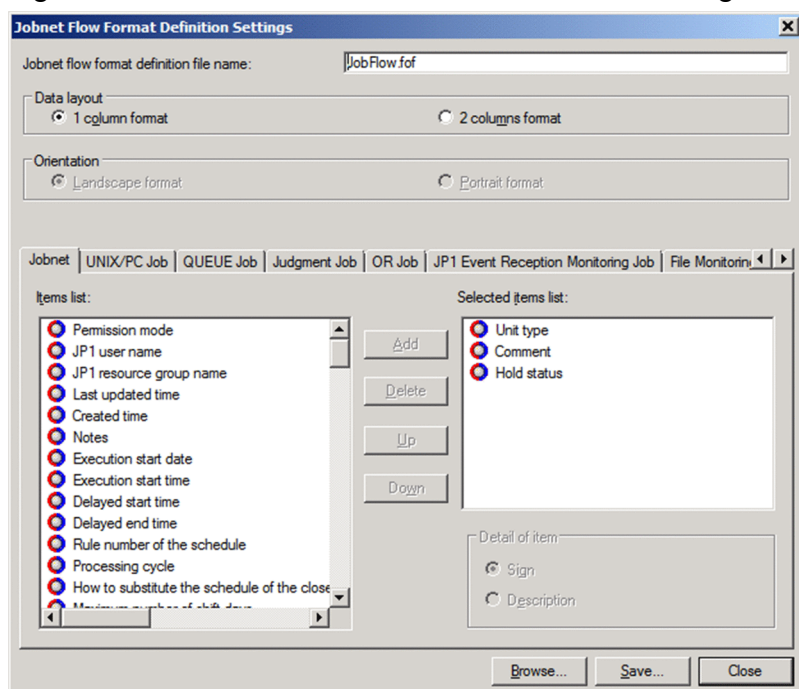 Jobnet Flow Format Definition Settings
Jobnet flow format definition file name:
JobFlow.fof
Data layout
1 column format
2 columns format
Orientation
Landscape format
Portrait format
Jobnet
UNIX/PC Job
QUEUE Job
Judgment Job
OR Job
JP1 Event Reception Monitoring Job
File Monitorin
Items list:
Permission mode
JP1 user name
JP1 resource group name
Last updated time
Created time
Notes
Execution start date
Execution start time
Delayed start time
Delayed end time
Rule number of the schedule
Processing cycle
How to substitute the schedule of the close
Add
Delete
Up
Down
Selected items list:
Unit type
Comment
Hold status
Detail of item
Sign
Description
Browse...
Save...
Close